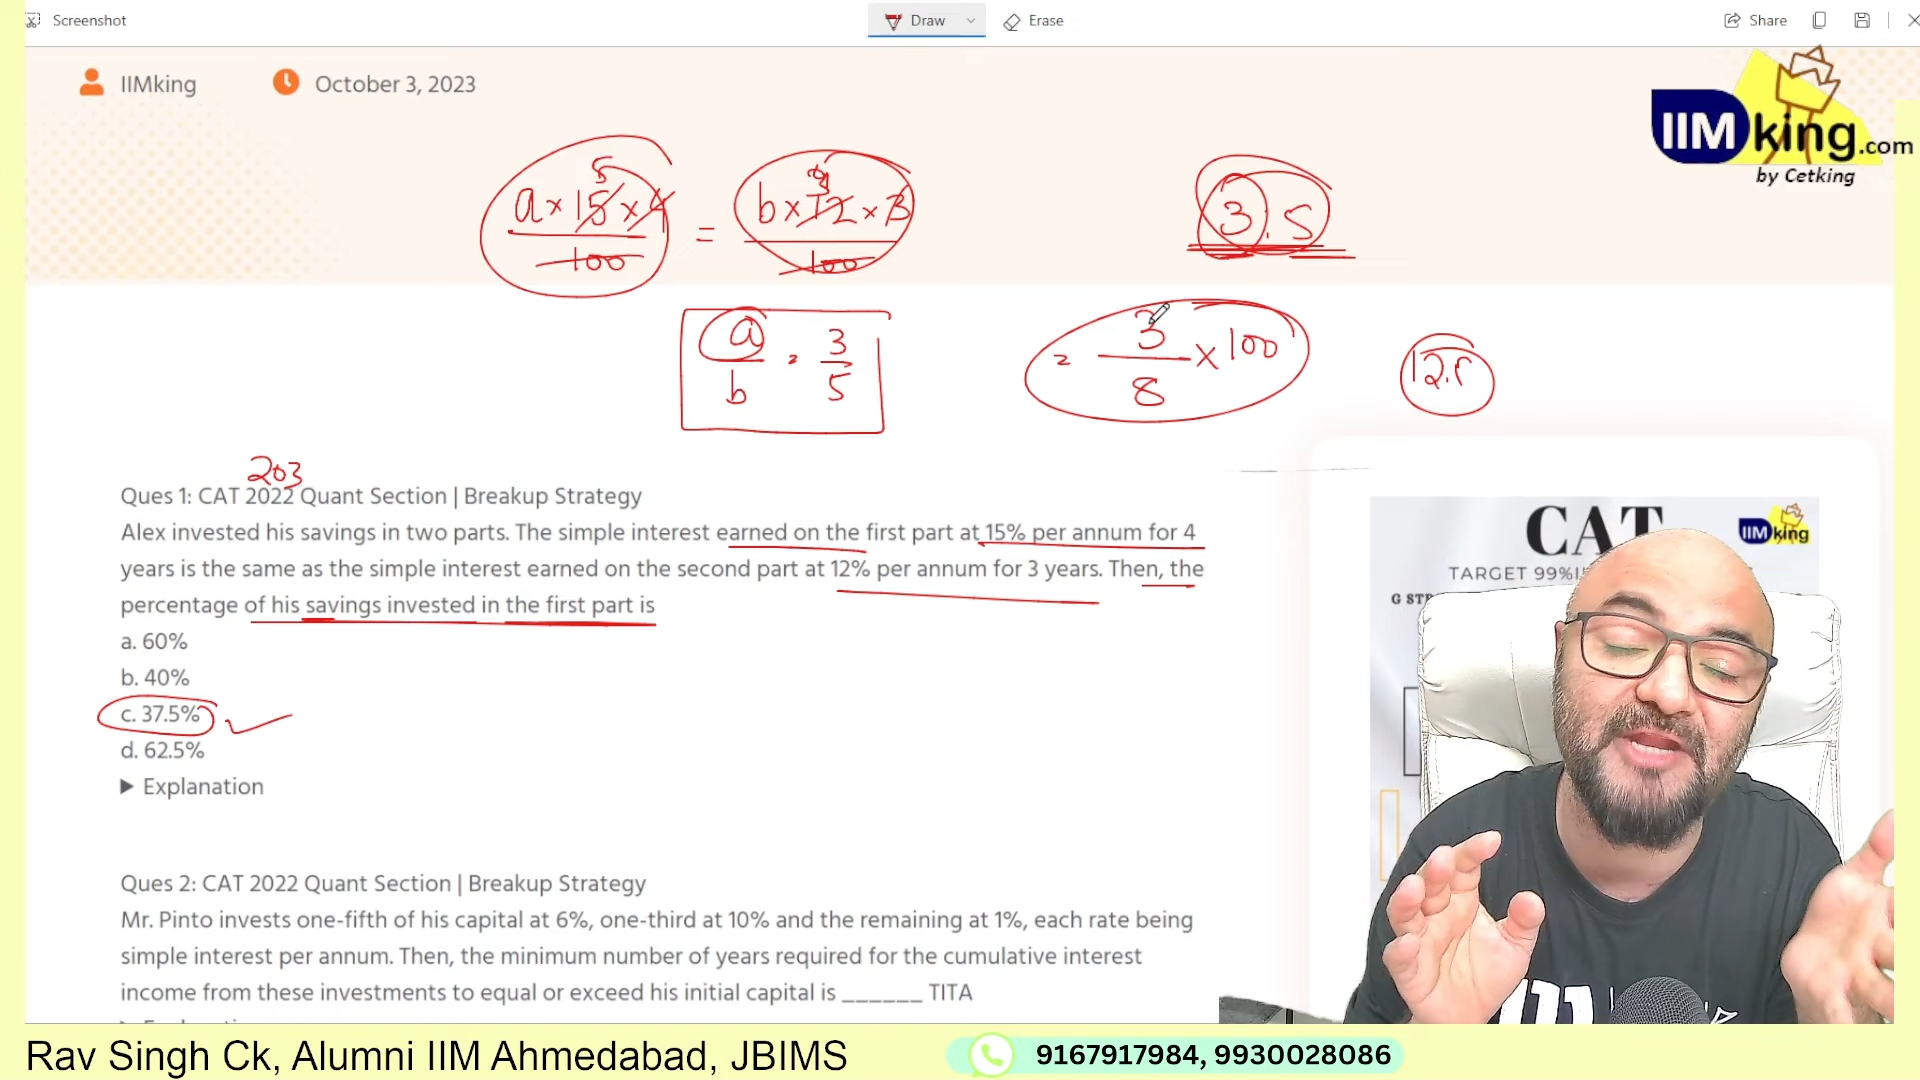 Screenshot
Draw
Erase
Share
IIMking
October 3, 2023
IIMking.com
by Cetking
a × 15 × 4 = b × 12 × 3
100 100
5
9
3.5
a/b = 3/5
= 3/8 × 100
203
Ques 1: CAT 2022 Quant Section | Breakup Strategy
Alex invested his savings in two parts. The simple interest earned on the first part at 15% per annum for 4
years is the same as the simple interest earned on the second part at 12% per annum for 3 years. Then, the
percentage of his savings invested in the first part is
a. 60%
b. 40%
c. 37.5%
d. 62.5%
Explanation
Ques 2: CAT 2022 Quant Section | Breakup Strategy
Mr. Pinto invests one-fifth of his capital at 6%, one-third at 10% and the remaining at 1%, each rate being
simple interest per annum. Then, the minimum number of years required for the cumulative interest
income from these investments to equal or exceed his initial capital is ______ TITA
CAT
IIMking
TARGET 99%
Rav Singh Ck, Alumni IIM Ahmedabad, JBIMS
9167917984, 9930028086